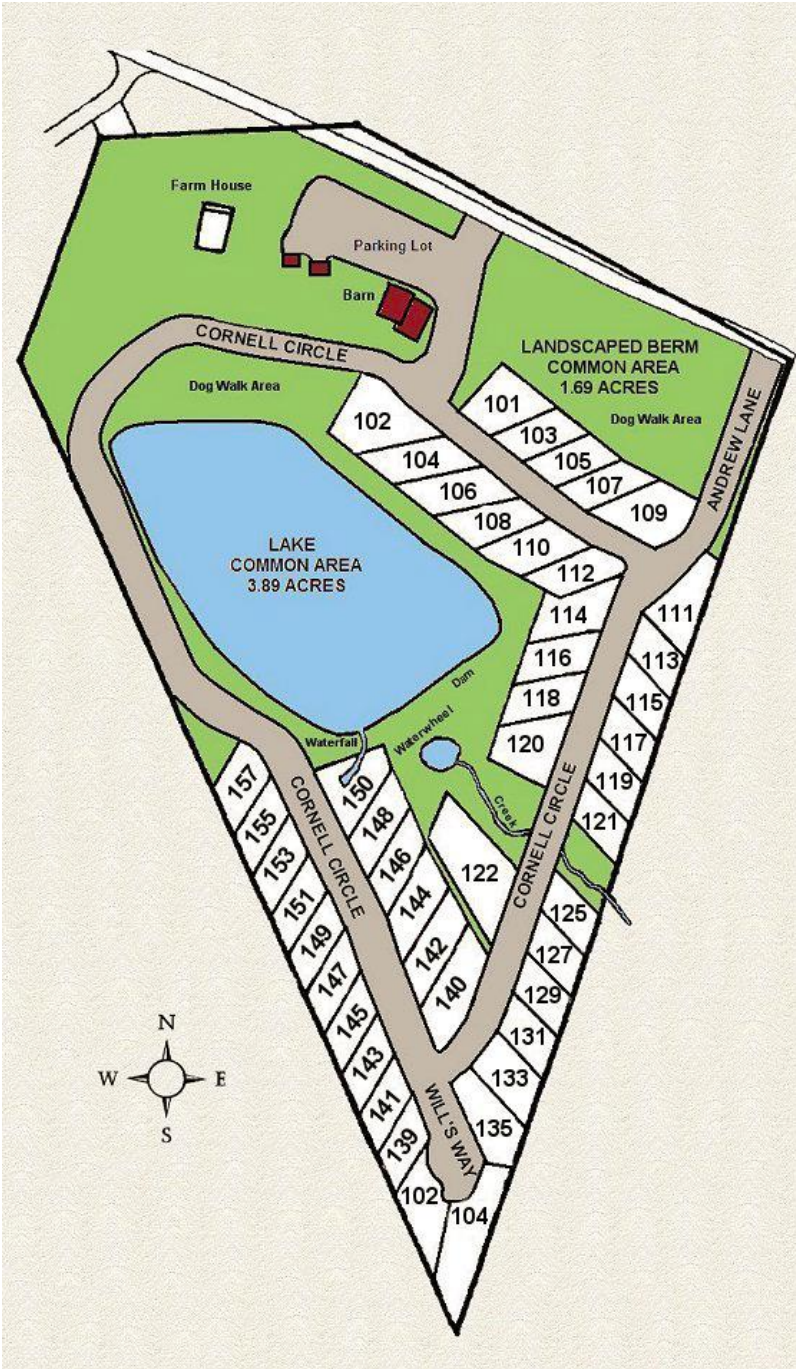 Farm House
Parking Lot
Barn
CORNELL CIRCLE
LANDSCAPED BERM
COMMON AREA
1.69 ACRES
Dog Walk Area
Dog Walk Area
ANDREW LANE
101
102
103
104
105
106
107
108
109
110
112
LAKE
COMMON AREA
3.89 ACRES
114
111
116
113
118
115
120
117
119
121
Dam
Waterwheel
Waterfall
Creek
CORNELL CIRCLE
CORNELL CIRCLE
157
155
153
151
149
147
145
143
141
139
150
148
146
144
142
140
122
125
127
129
131
133
135
WILL'S WAY
102
104
N
W
E
S